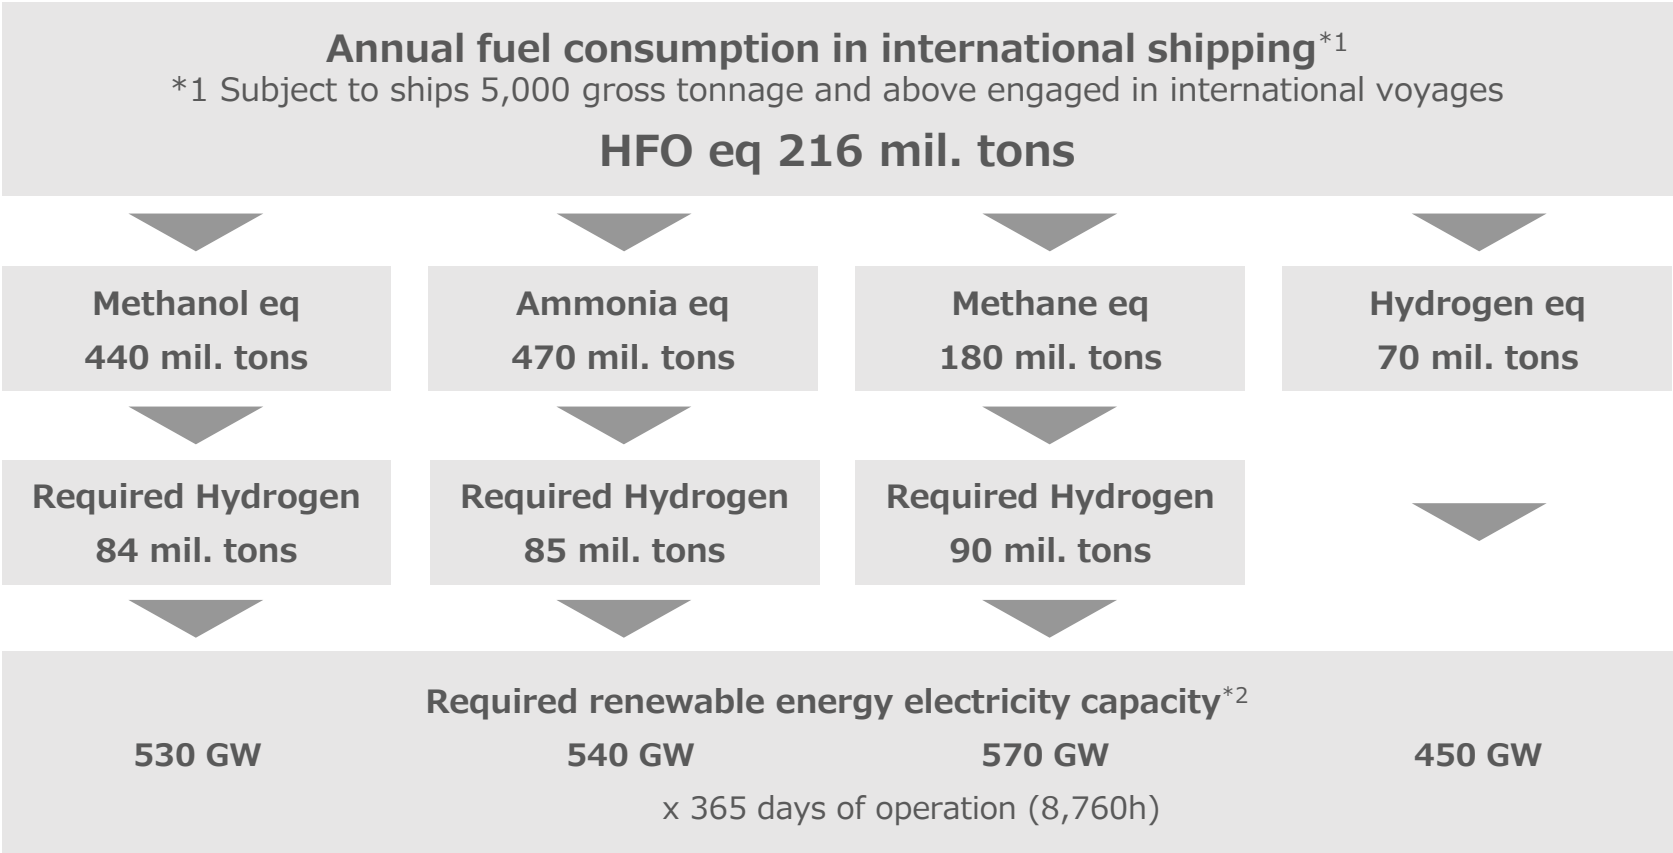 Annual fuel consumption in international shipping*1
*1 Subject to ships 5,000 gross tonnage and above engaged in international voyages
HFO eq 216 mil. tons
Methanol eq
440 mil. tons
Ammonia eq
470 mil. tons
Methane eq
180 mil. tons
Hydrogen eq
70 mil. tons
Required Hydrogen
84 mil. tons
Required Hydrogen
85 mil. tons
Required Hydrogen
90 mil. tons
Required renewable energy electricity capacity*2
530 GW
540 GW
570 GW
450 GW
x 365 days of operation (8,760h)